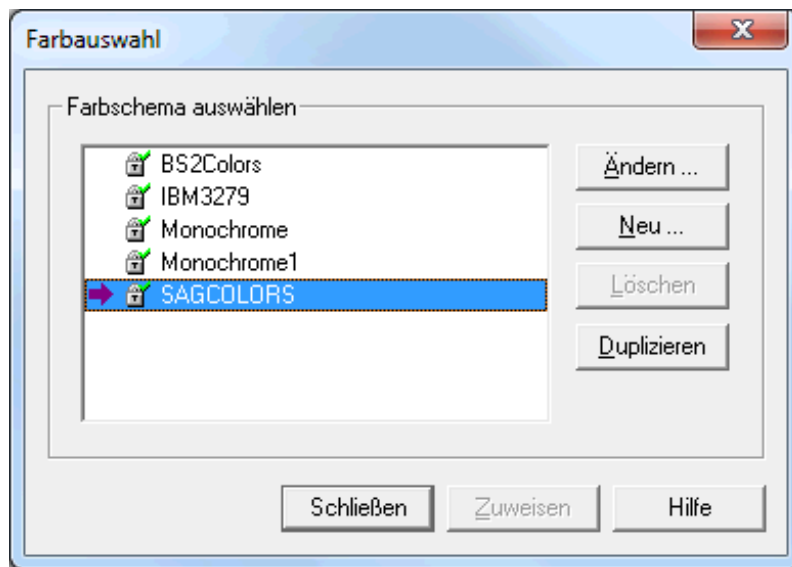 Farbauswahl
Farbschema auswählen
BS2Colors
IBM3279
Monochrome
Monochrome1
SAGCOLORS
Ändern ...
Neu ...
Löschen
Duplizieren
Schließen
Zuweisen
Hilfe